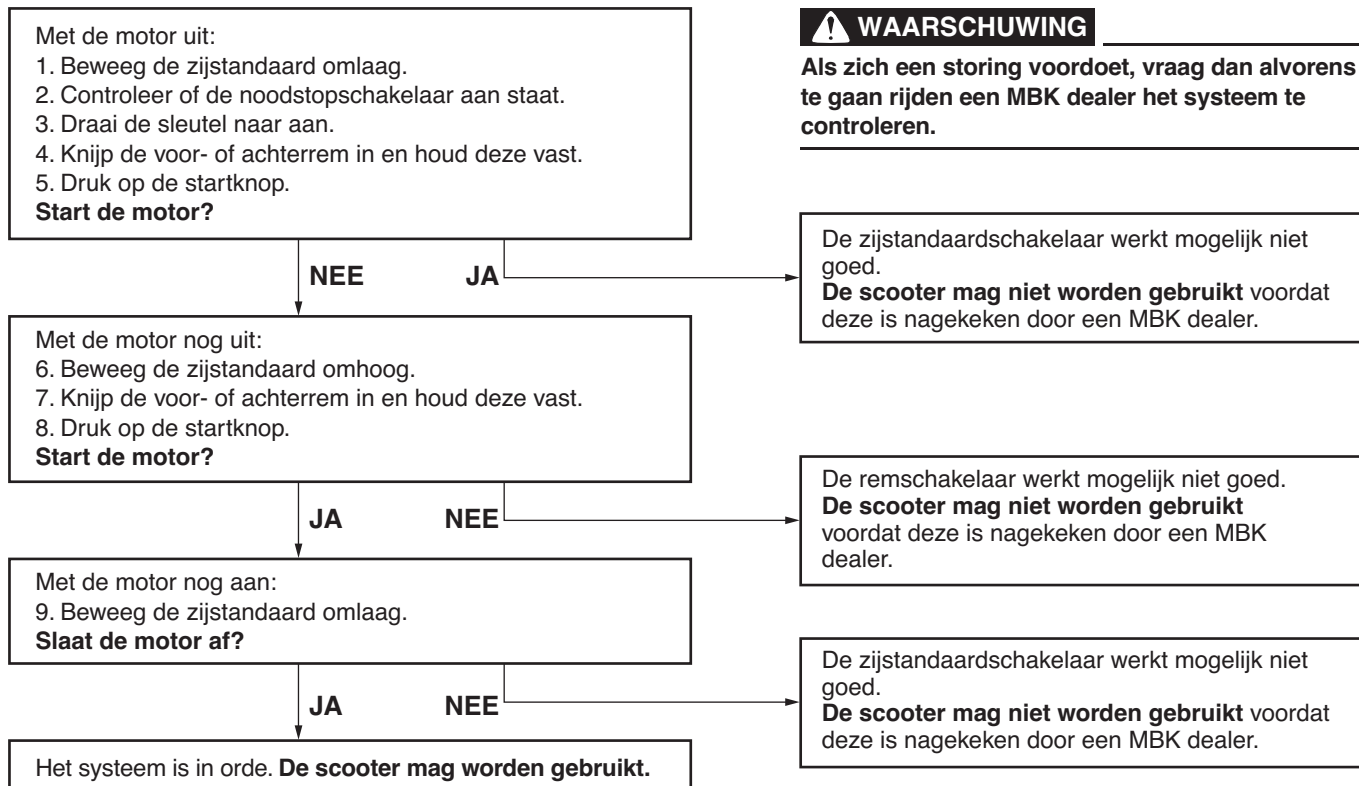 Met de motor uit:
1. Beweeg de zijstandaard omlaag.
2. Controleer of de noodstopschakelaar aan staat.
3. Draai de sleutel naar aan.
4. Knijp de voor- of achterrem in en houd deze vast.
5. Druk op de startknop.
Start de motor?
WAARSCHUWING
Als zich een storing voordoet, vraag dan alvorens
te gaan rijden een MBK dealer het systeem te
controleren.
NEE
JA
De zijstandaardschakelaar werkt mogelijk niet
goed.
De scooter mag niet worden gebruikt voordat
deze is nagekeken door een MBK dealer.
Met de motor nog uit:
6. Beweeg de zijstandaard omhoog.
7. Knijp de voor- of achterrem in en houd deze vast.
8. Druk op de startknop.
Start de motor?
JA
NEE
De remschakelaar werkt mogelijk niet goed.
De scooter mag niet worden gebruikt
voordat deze is nagekeken door een MBK
dealer.
Met de motor nog aan:
9. Beweeg de zijstandaard omlaag.
Slaat de motor af?
JA
NEE
De zijstandaardschakelaar werkt mogelijk niet
goed.
De scooter mag niet worden gebruikt voordat
deze is nagekeken door een MBK dealer.
Het systeem is in orde. De scooter mag worden gebruikt.